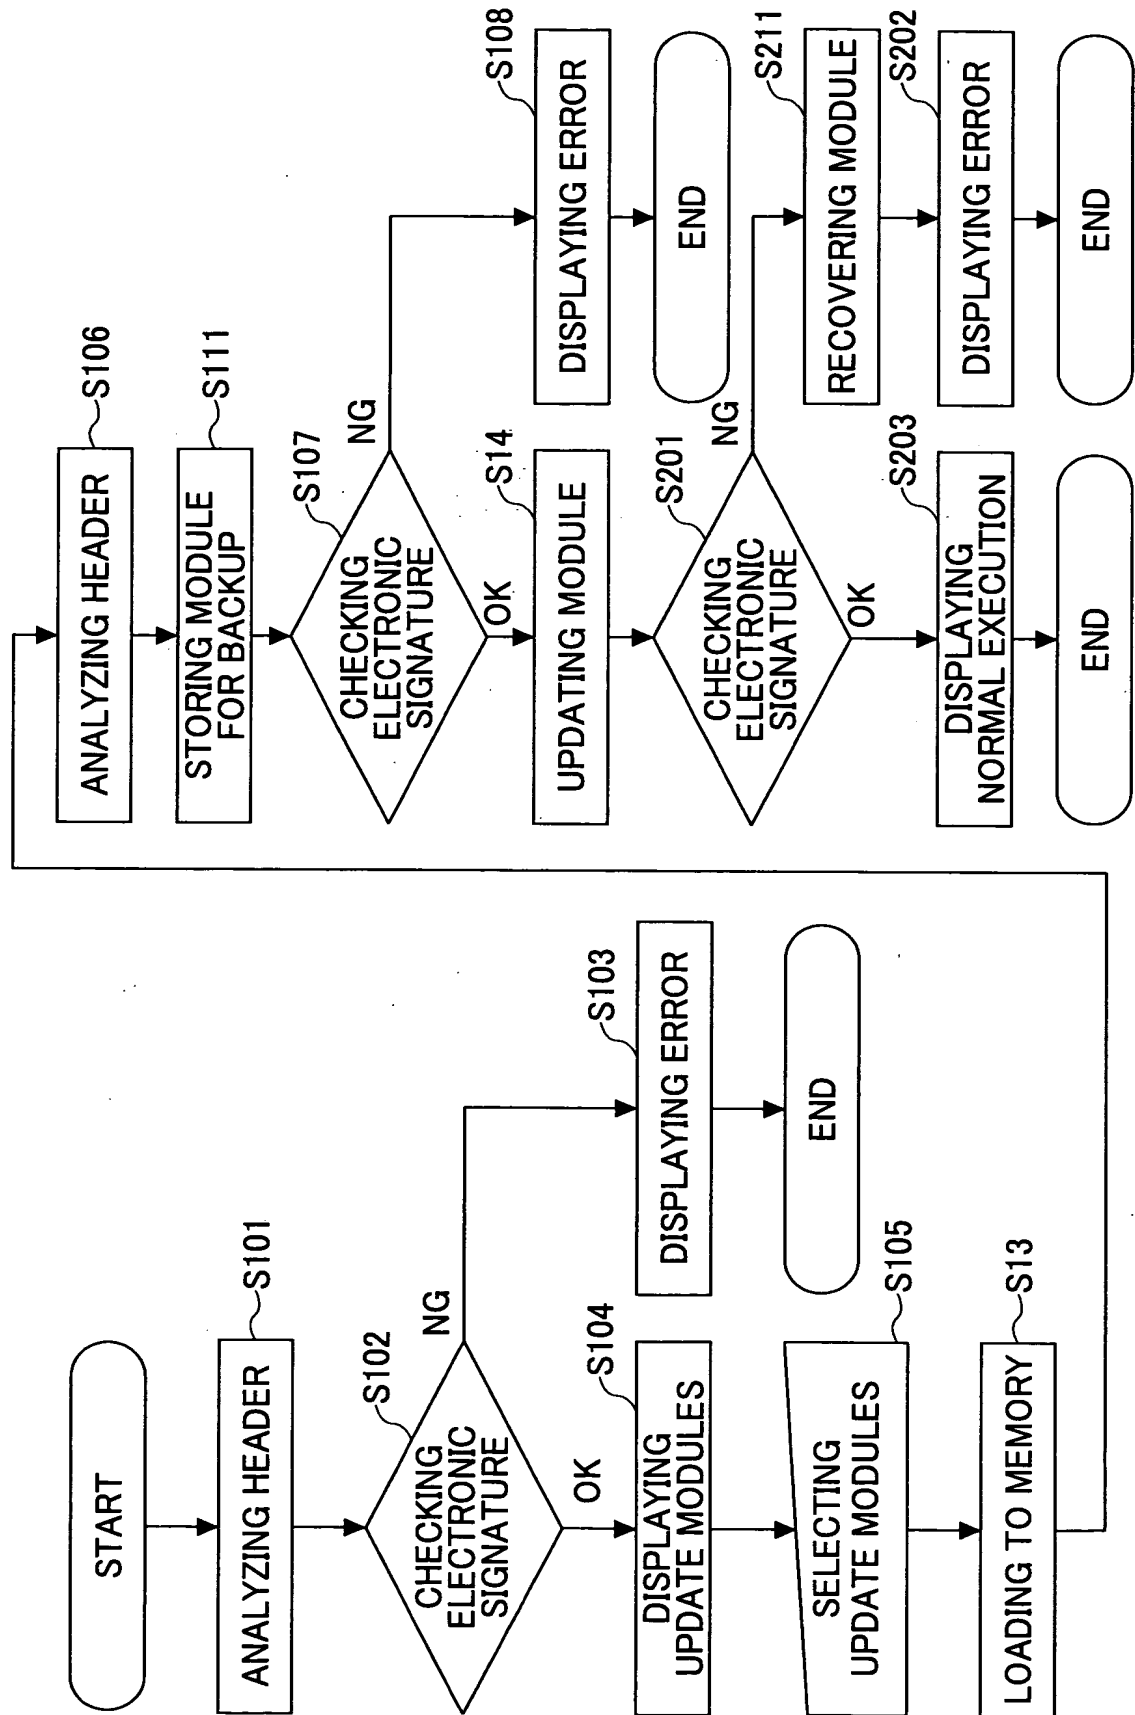 START
ANALYZING HEADER
S101
CHECKING
ELECTRONIC
SIGNATURE
S102
NG
OK
DISPLAYING ERROR
S103
END
DISPLAYING
UPDATE MODULES
S104
SELECTING
UPDATE MODULES
S105
LOADING TO MEMORY
S13
ANALYZING HEADER
S106
STORING MODULE
FOR BACKUP
S111
CHECKING
ELECTRONIC
SIGNATURE
S107
NG
OK
DISPLAYING ERROR
S108
END
UPDATING MODULE
S14
CHECKING
ELECTRONIC
SIGNATURE
S201
NG
OK
RECOVERING MODULE
S211
DISPLAYING ERROR
S202
END
DISPLAYING
NORMAL EXECUTION
S203
END